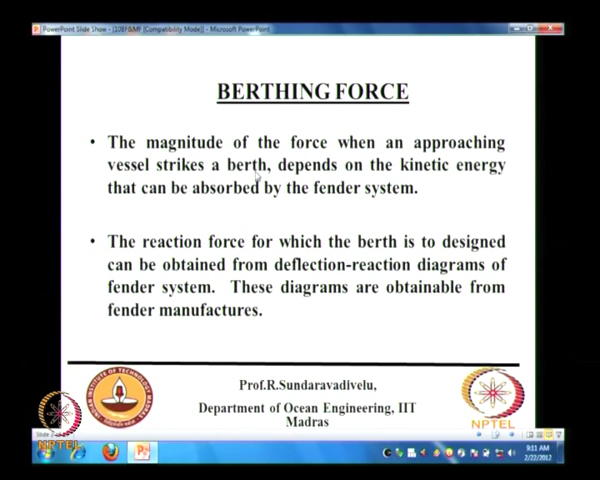 PowerPoint Slide Show - [10BF&MF [Compatibility Mode]] - Microsoft PowerPoint
BERTHING FORCE
• The magnitude of the force when an approaching
vessel strikes a berth, depends on the kinetic energy
that can be absorbed by the fender system.
• The reaction force for which the berth is to designed
can be obtained from deflection-reaction diagrams of
fender system. These diagrams are obtainable from
fender manufactures.
Prof.R.Sundaravadivelu,
Department of Ocean Engineering, IIT
Madras
NPTEL
NPTEL
9:11 AM
2/22/2012